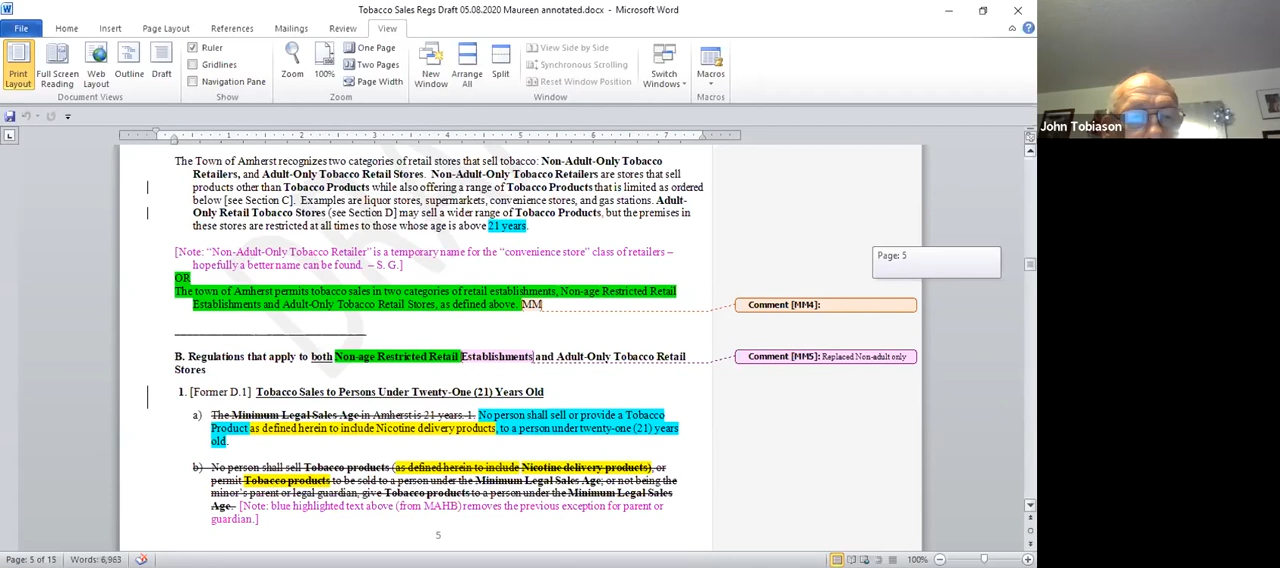 Tobacco Sales Regs Draft 05.08.2020 Maureen annotated.docx - Microsoft Word
File Home Insert Page Layout References Mailings Review View
Print Layout
Full Screen Reading
Web Layout
Outline
Draft
Document Views
Ruler
Gridlines
Navigation Pane
Show
Zoom
100%
One Page
Two Pages
Page Width
Zoom
New Window
Arrange All
Split
View Side by Side
Synchronous Scrolling
Reset Window Position
Window
Switch Windows
Macros
Macros
John Tobiason
1 2 3 4 5 6 7
The Town of Amherst recognizes two categories of retail stores that sell tobacco: Non-Adult-Only Tobacco
Retailers, and Adult-Only Tobacco Retail Stores. Non-Adult-Only Retailers are stores that sell
products other than Tobacco Products while also offering a range of Tobacco Products that is limited as ordered
below [see Section C]. Examples are liquor stores, supermarkets, convenience stores, and gas stations. Adult-
Only Retail Tobacco Stores (see Section D] may sell a wider range of Tobacco Products, but the premises in
these stores are restricted at all times to those whose age is above 21 years.
Page: 5
[Note: “Non-Adult-Only Tobacco Retailer” is a temporary name for the “convenience store” class of retailers –
hopefully a better name can be found. – S. G.]
OR
The town of Amherst permits tobacco sales in two categories of retail establishments, Non-age Restricted Retail
Establishments and Adult-Only Tobacco Retail Stores, as defined above. MM
Comment [MM4]:
B. Regulations that apply to both Non-age Restricted Retail Establishments and Adult-Only Tobacco Retail
Stores
Comment [MM5]: Replaced Non-adult only
1. [Former D.1] Tobacco Sales to Persons Under Twenty-One (21) Years Old
a) The Minimum Legal Sales Age in Amherst is 21 years. 1. No person shall sell or provide a Tobacco
Product as defined herein to include Nicotine delivery products, to a person under twenty-one (21) years
old.
b) No person shall sell Tobacco products (as defined herein to include Nicotine delivery products), or
permit Tobacco products to be sold to a person under the Minimum Legal Sales Age; or not being the
minor's parent or legal guardian, give Tobacco products to a person under the Minimum Legal Sales
Age. [Note: blue highlighted text above (from MAHB) removes the previous exception for parent or
guardian.]
5
Page: 5 of 15 Words: 6,963 100%